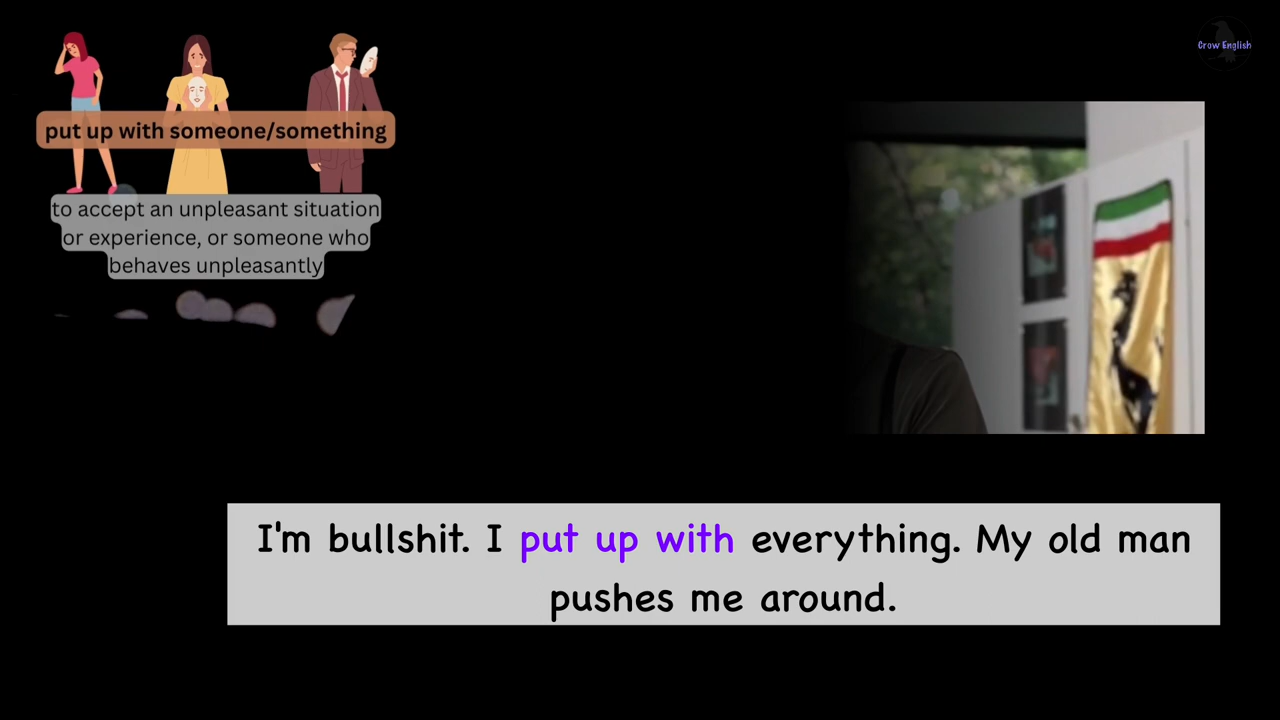 Crow English
put up with someone/something
to accept an unpleasant situation
or experience, or someone who
behaves unpleasantly
I'm bullshit. I put up with everything. My old man
pushes me around.